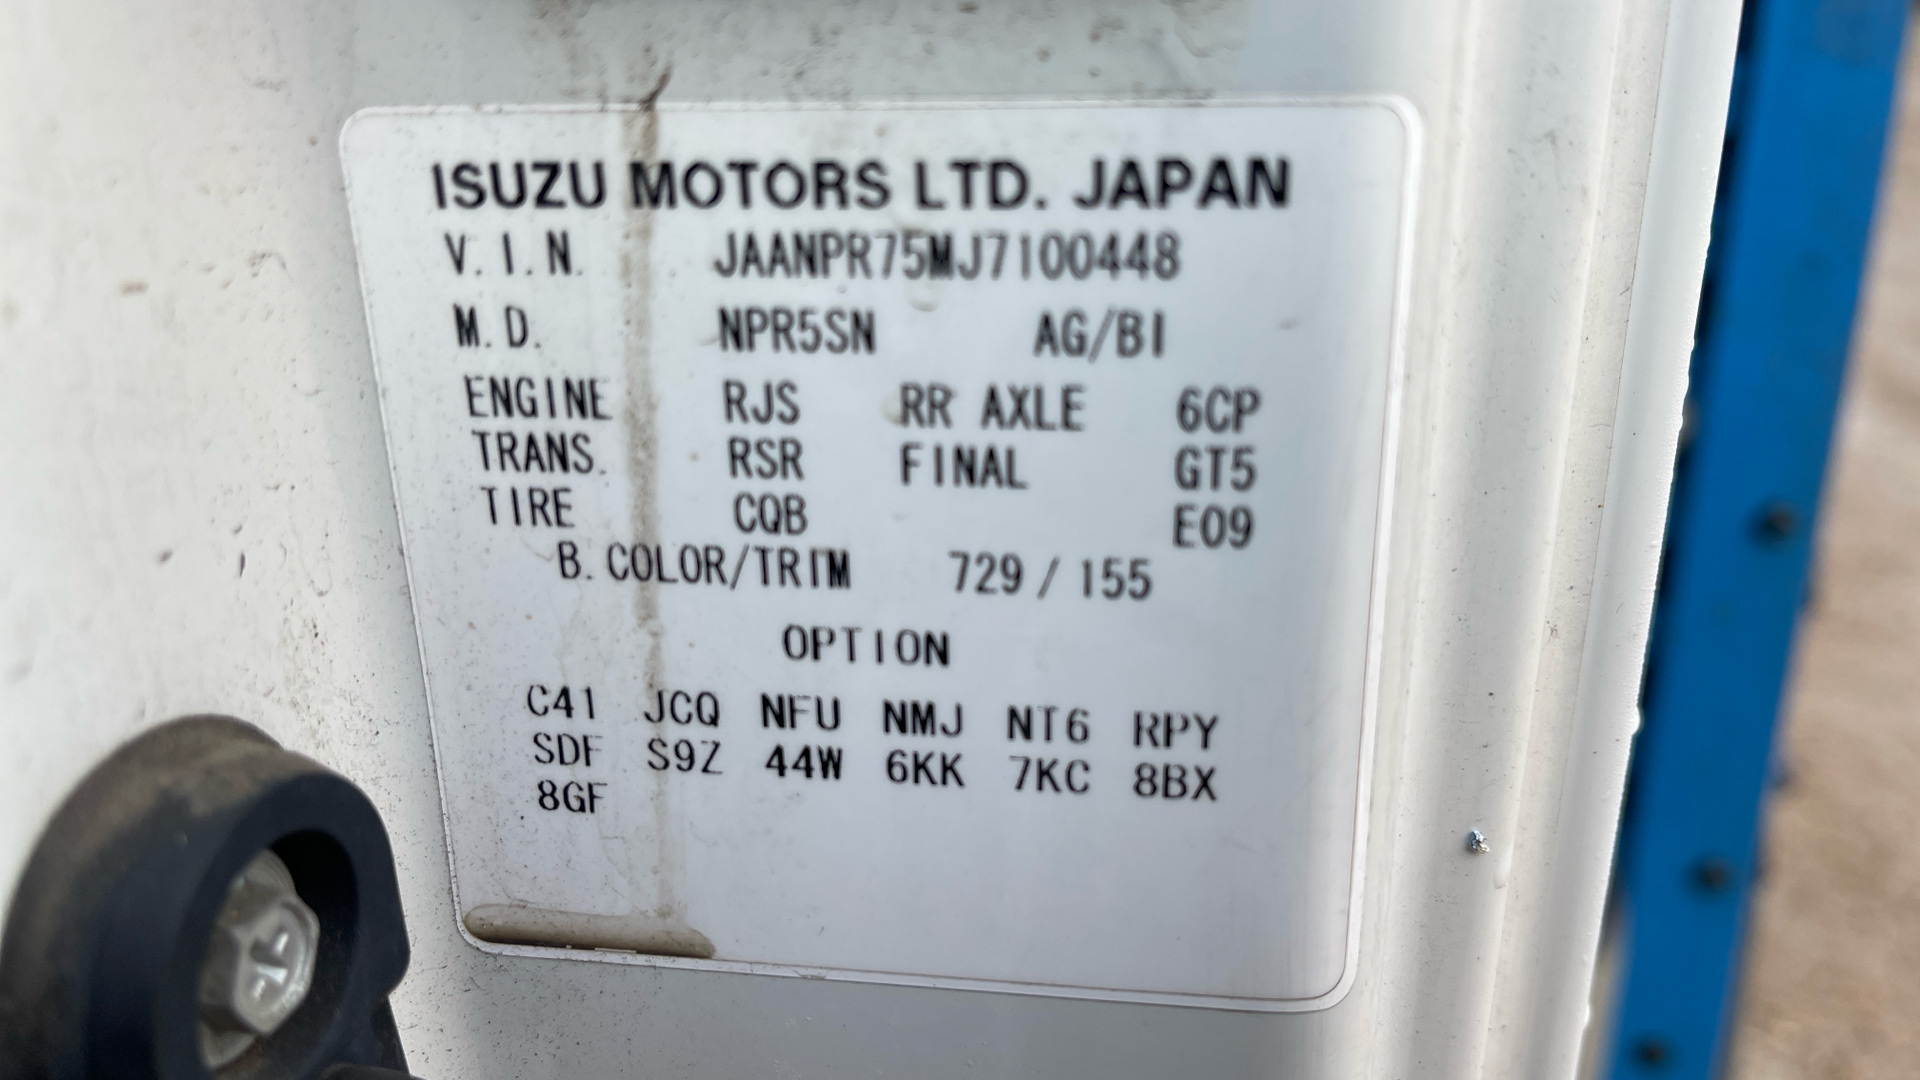 ISUZU MOTORS LTD. JAPAN
V.I.N. JAANPR75MJ7100448
M.D. NPR5SN AG/BI
ENGINE RJS RR AXLE 6CP
TRANS. RSR FINAL GT5
TIRE CQB E09
B.COLOR/TRIM 729 / 155
OPTION
C41 JCQ NFU NMJ NT6 RPY
SDF S9Z 44W 6KK 7KC 8BX
8GF